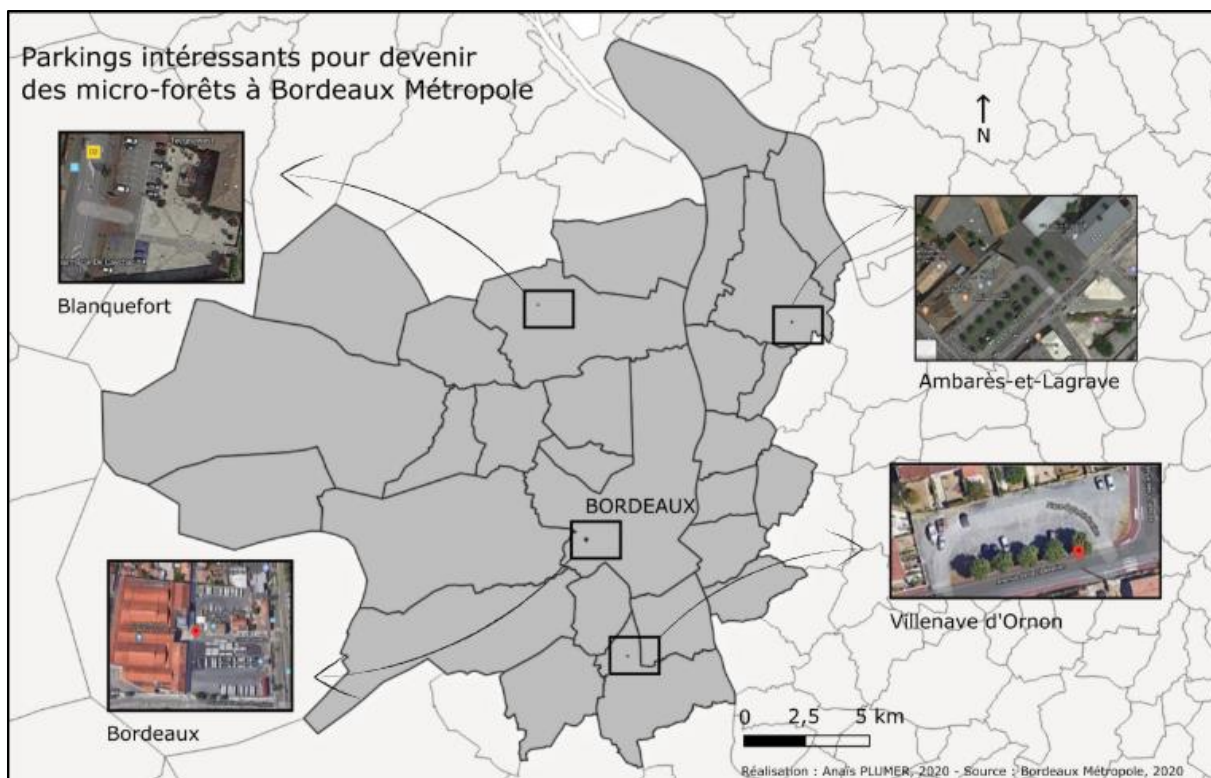 Parkings intéressants pour devenir
des micro-forêts à Bordeaux Métropole
N
Blanquefort
Ambarès-et-Lagrave
BORDEAUX
Villenave d'Ornon
Bordeaux
0 2,5 5 km
Réalisation : Anaïs PLUMER, 2020 - Source : Bordeaux Métropole, 2020